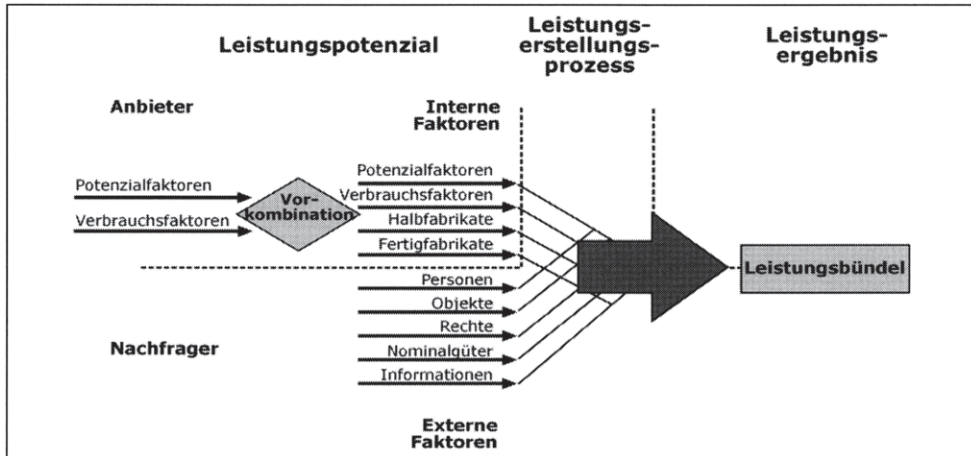 Leistungspotenzial
Leistungs-
erstellungs-
prozess
Leistungs-
ergebnis
Anbieter
Interne
Faktoren
Potenzialfaktoren
Verbrauchsfaktoren
Vor-
kombination
Potenzialfaktoren
Verbrauchsfaktoren
Halbfabrikate
Fertigfabrikate
Leistungsbündel
Personen
Objekte
Rechte
Nominalgüter
Informationen
Nachfrager
Externe
Faktoren